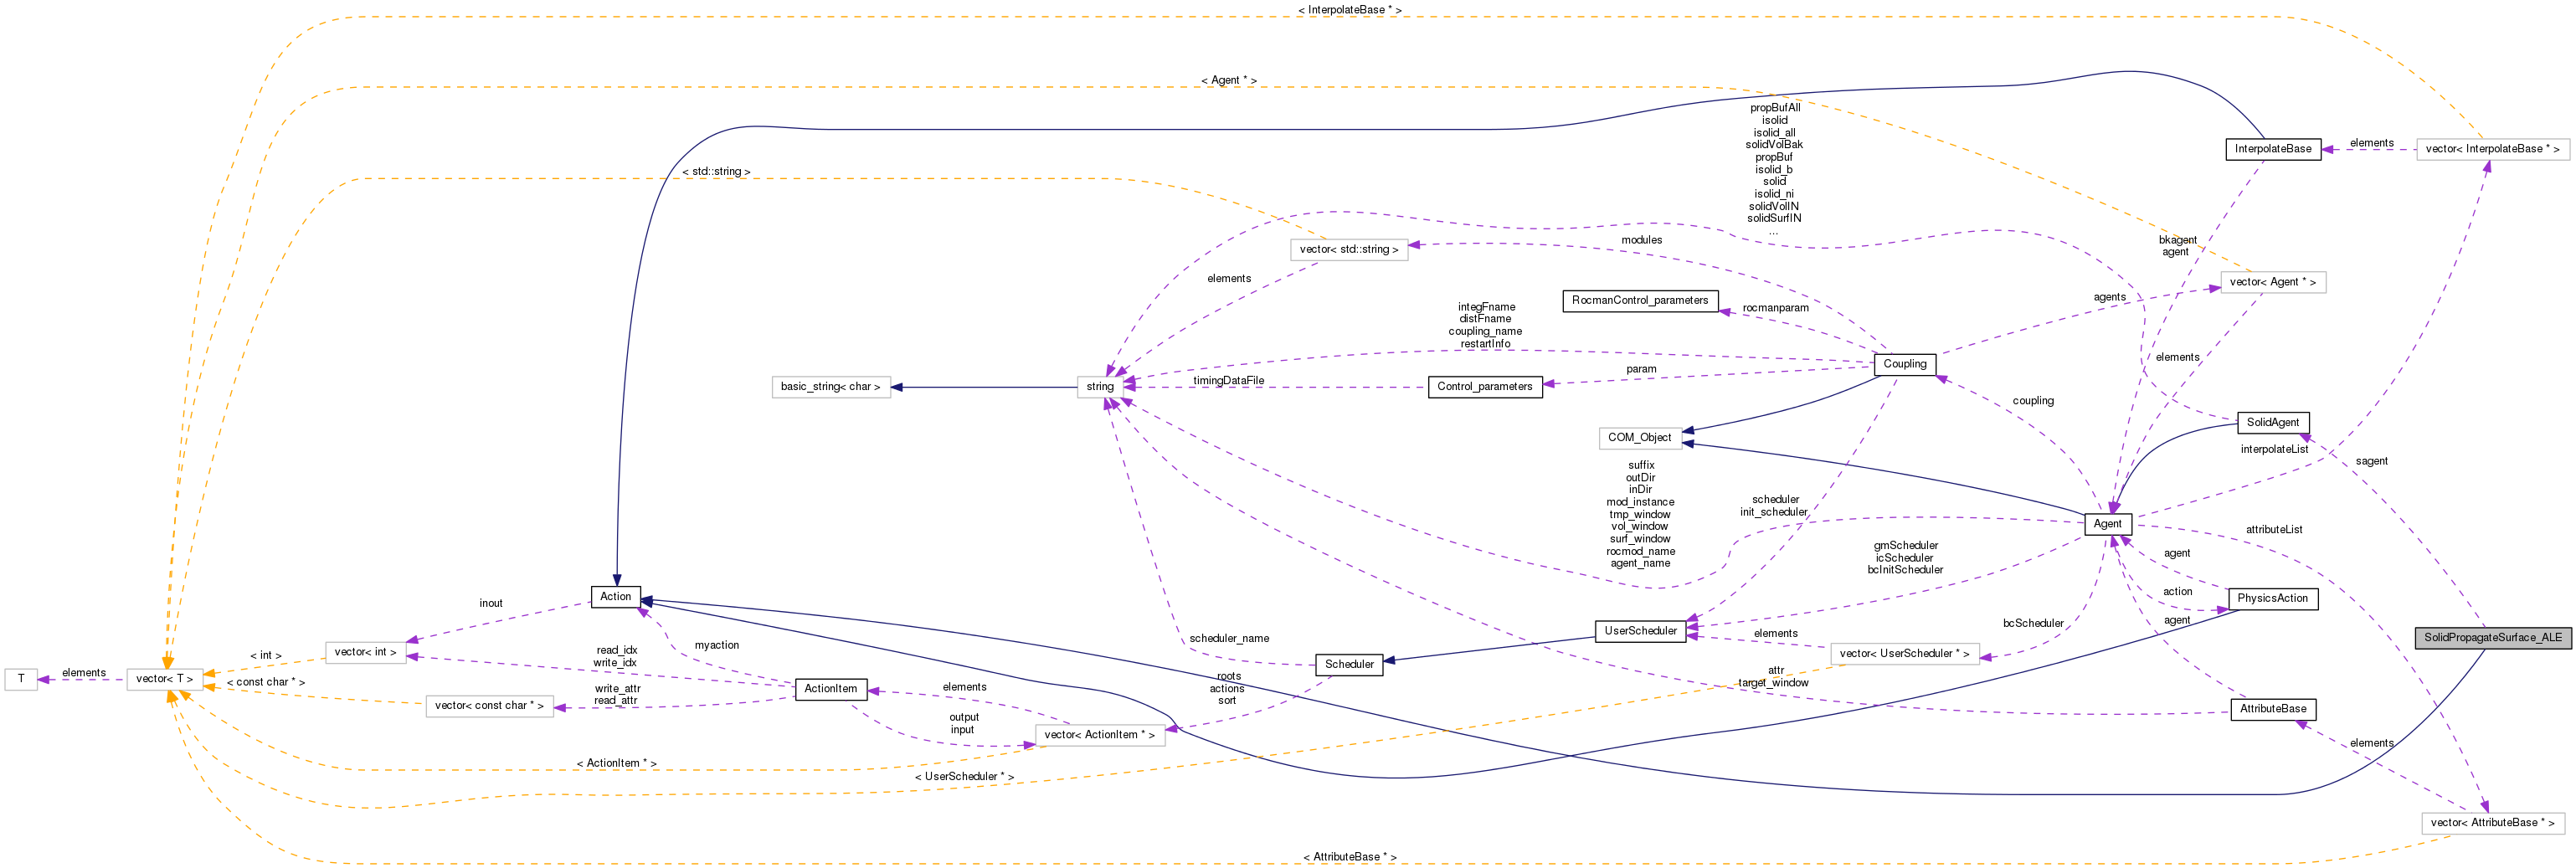 < InterpolateBase * >
< Agent * >
propBufAll
isolid
isolid_all
solidVolBak
propBuf
isolid_b
solid
isolid_ni
solidVolIN
solidSurfIN
...
InterpolateBase
elements
vector< InterpolateBase * >
< std::string >
vector< std::string >
modules
bkagent
agent
elements
RocmanControl_parameters
rocmanparam
agents
vector< Agent * >
integFname
distFname
coupling_name
restartInfo
elements
basic_string< char >
string
timingDataFile
Control_parameters
param
Coupling
coupling
SolidAgent
COM_Object
interpolateList
sagent
suffix
outDir
inDir
mod_instance
tmp_window
vol_window
surf_window
rocmod_name
agent_name
scheduler
init_scheduler
Agent
attributeList
gmScheduler
icScheduler
bcInitScheduler
agent
action
PhysicsAction
Action
inout
bcScheduler
agent
UserScheduler
elements
vector< UserScheduler * >
SolidPropagateSurface_ALE
scheduler_name
myaction
vector< int >
< int >
read_idx
write_idx
Scheduler
attr
target_window
T
elements
vector< T >
< const char * >
vector< const char * >
write_attr
read_attr
ActionItem
elements
roots
actions
sort
AttributeBase
output
input
vector< ActionItem * >
elements
< ActionItem * >
< UserScheduler * >
vector< AttributeBase * >
< AttributeBase * >